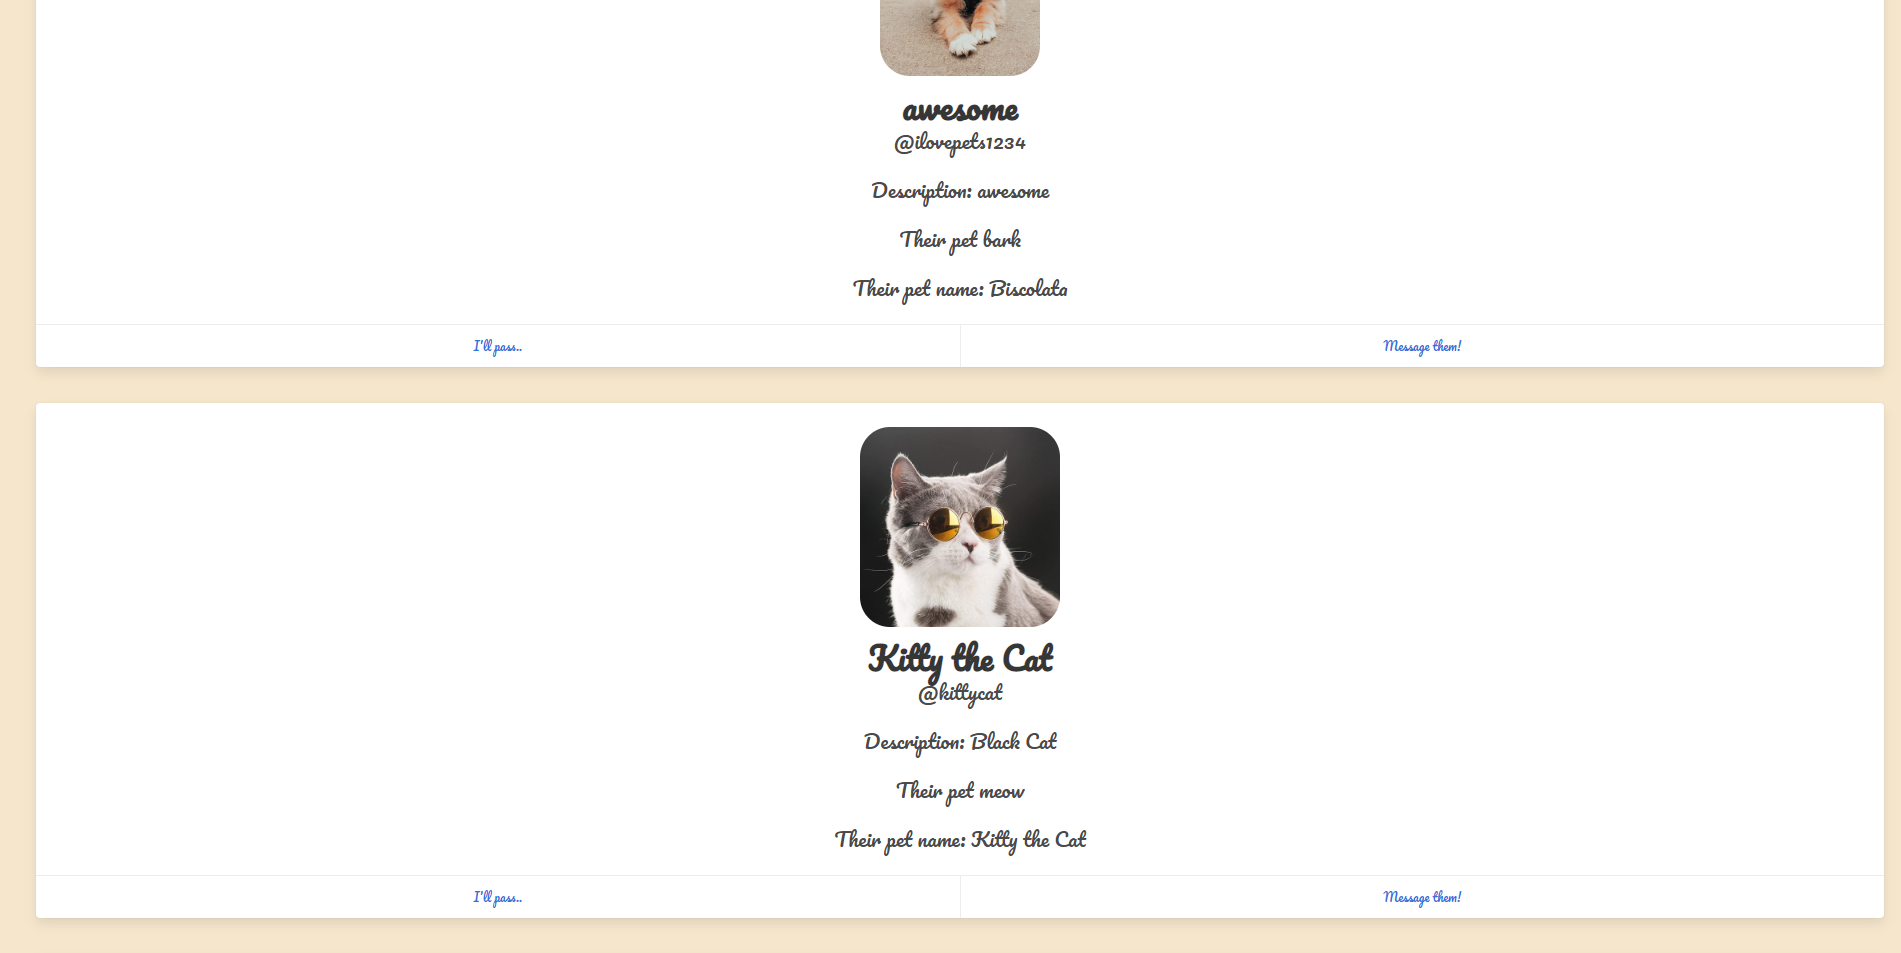 awesome
@ilovepets1234
Description: awesome
Their pet bark
Their pet name: Biscolata
I'll pass..
Message them!
Kitty the Cat
@kittycat
Description: Black Cat
Their pet meow
Their pet name: Kitty the Cat
I'll pass..
Message them!